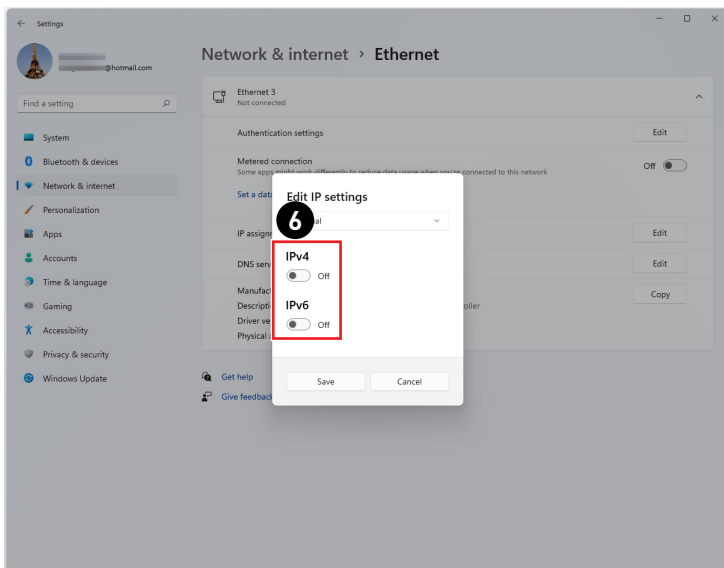 Settings
@hotmail.com
Find a setting
System
Bluetooth & devices
Network & internet
Personalization
Apps
Accounts
Time & language
Gaming
Accessibility
Privacy & security
Windows Update
Network & internet > Ethernet
Ethernet 3
Not connected
Authentication settings
Edit
Metered connection
Some apps might work differently to reduce data usage when you're connected to this network
Off
Set a data
IP assignm
Edit
DNS serv
Edit
Manufac
Copy
Descripti
oller
Driver ve
Physical
Get help
Give feedback
Edit IP settings
6
al
IPv4
Off
IPv6
Off
Save
Cancel